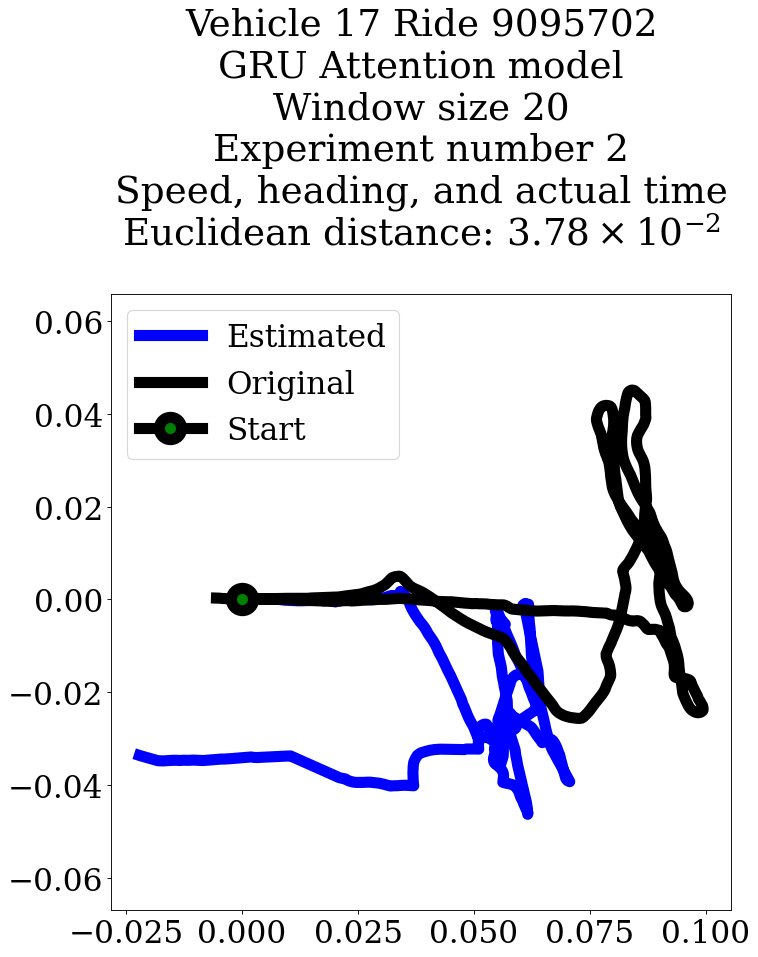 Vehicle 17 Ride 9095702
GRU Attention model
Window size 20
Experiment number 2
Speed, heading, and actual time
Euclidean distance: 3.78 × 10⁻²
Estimated
Original
Start
0.06
0.04
0.02
0.00
−0.02
−0.04
−0.06
−0.025 0.000 0.025 0.050 0.075 0.100